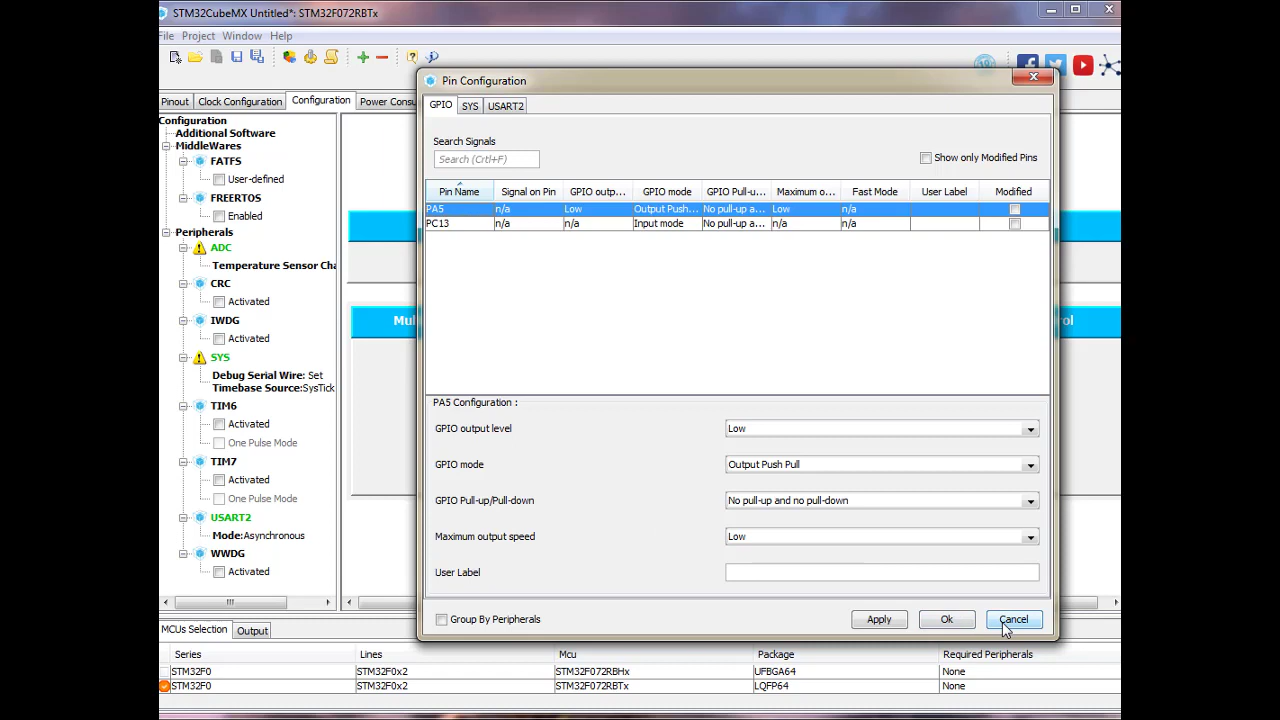 STM32CubeMX Untitled*: STM32F072RBTx
File Project Window Help
Pinout Clock Configuration Configuration Power Consu
Configuration
Additional Software
MiddleWares
FATFS
User-defined
FREERTOS
Enabled
Peripherals
ADC
Temperature Sensor Cha
CRC
Activated
IWDG
Activated
SYS
Debug Serial Wire: Set
Timebase Source:SysTick
TIM6
Activated
One Pulse Mode
TIM7
Activated
One Pulse Mode
USART2
Mode:Asynchronous
WWDG
Activated
Mul
Pin Configuration
GPIO SYS USART2
Search Signals
Search (Crtl+F)
Show only Modified Pins
Pin Name Signal on Pin GPIO outp... GPIO mode GPIO Pull-u... Maximum o... Fast Mode User Label Modified
PA5 n/a Low Output Push... No pull-up a... Low n/a
PC13 n/a n/a Input mode No pull-up a... n/a n/a
PA5 Configuration :
GPIO output level Low
GPIO mode Output Push Pull
GPIO Pull-up/Pull-down No pull-up and no pull-down
Maximum output speed Low
User Label
Group By Peripherals Apply Ok Cancel
rol
MCUs Selection Output
Series Lines Mcu Package Required Peripherals
STM32F0 STM32F0x2 STM32F072RBHx UFBGA64 None
STM32F0 STM32F0x2 STM32F072RBTx LQFP64 None